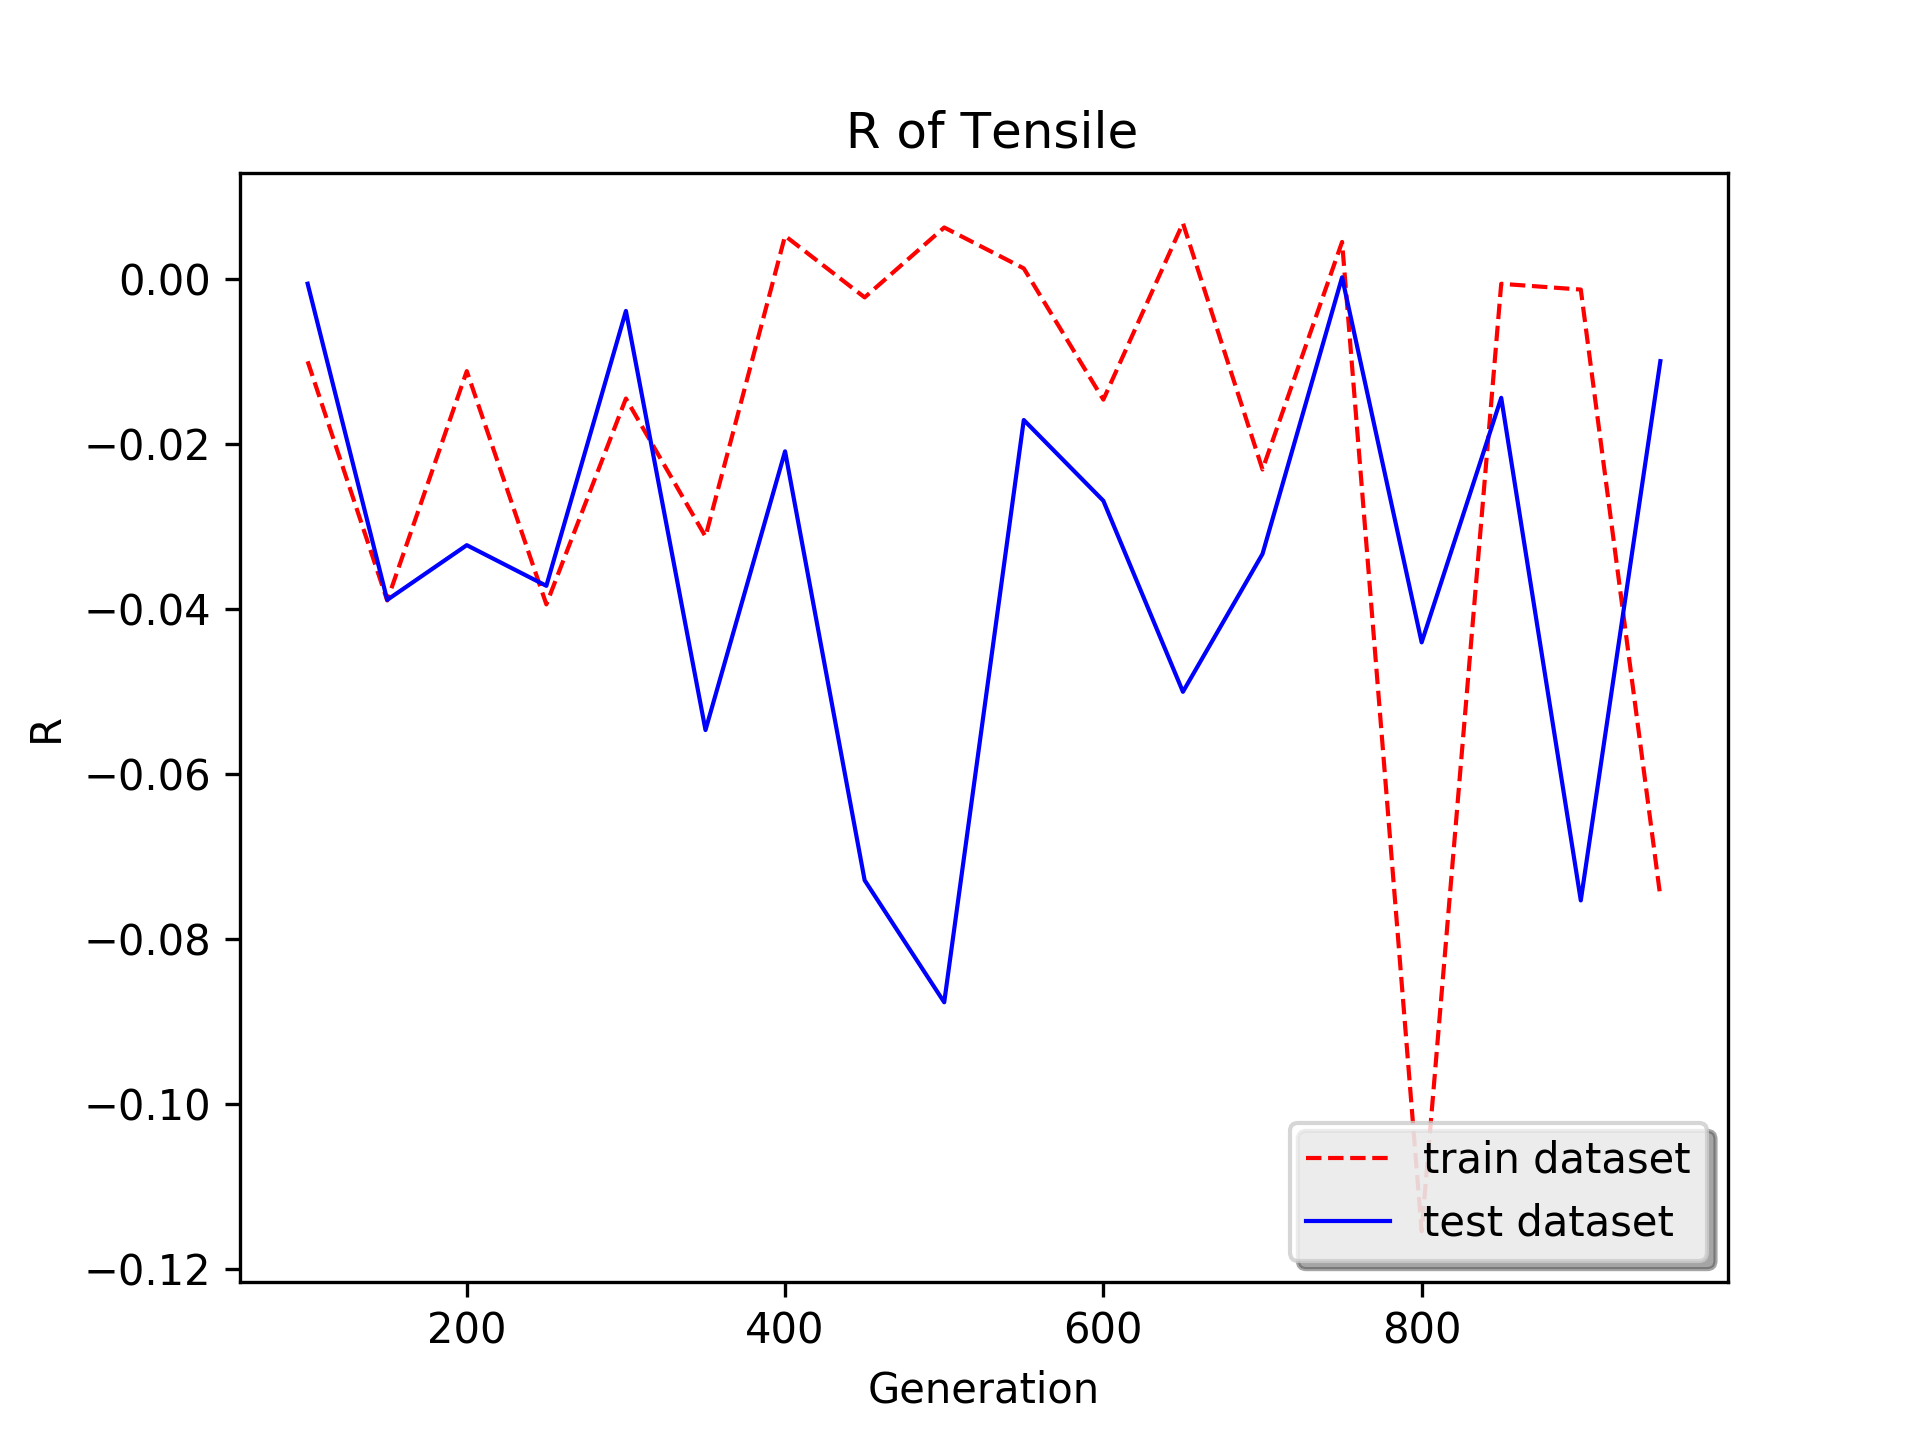 R of Tensile
0.00
−0.02
−0.04
−0.06
−0.08
−0.10
−0.12
R
200 400 600 800
Generation
train dataset
test dataset